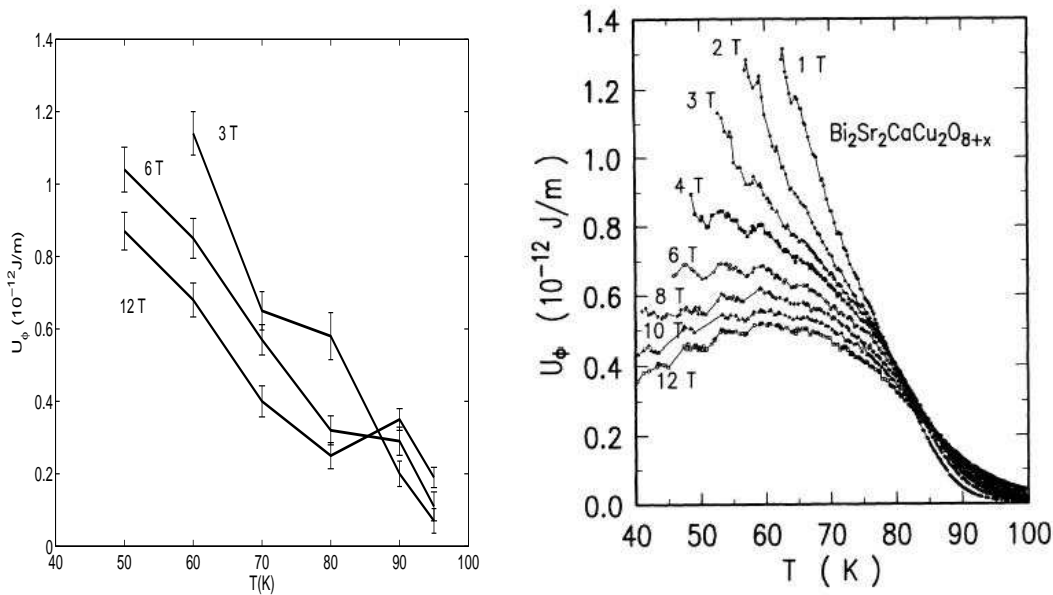 1.4
1.2
1
0.8
0.6
0.4
0.2
0
40 50 60 70 80 90 100
T(K)
U_ϕ (10⁻¹²J/m)
3 T
6 T
12 T
1.4
1.2
1.0
0.8
0.6
0.4
0.2
0.0
40 50 60 70 80 90 100
T ( K )
U_ϕ (10⁻¹² J/m)
2 T
1 T
3 T
Bi₂Sr₂CaCu₂O₈₊ₓ
4 T
6 T
8 T
10 T
12 T